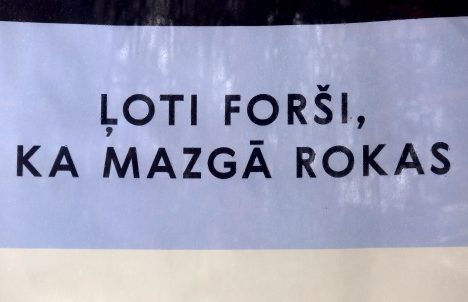 ĻOTI FORŠI,
KA MAZGĀ ROKAS